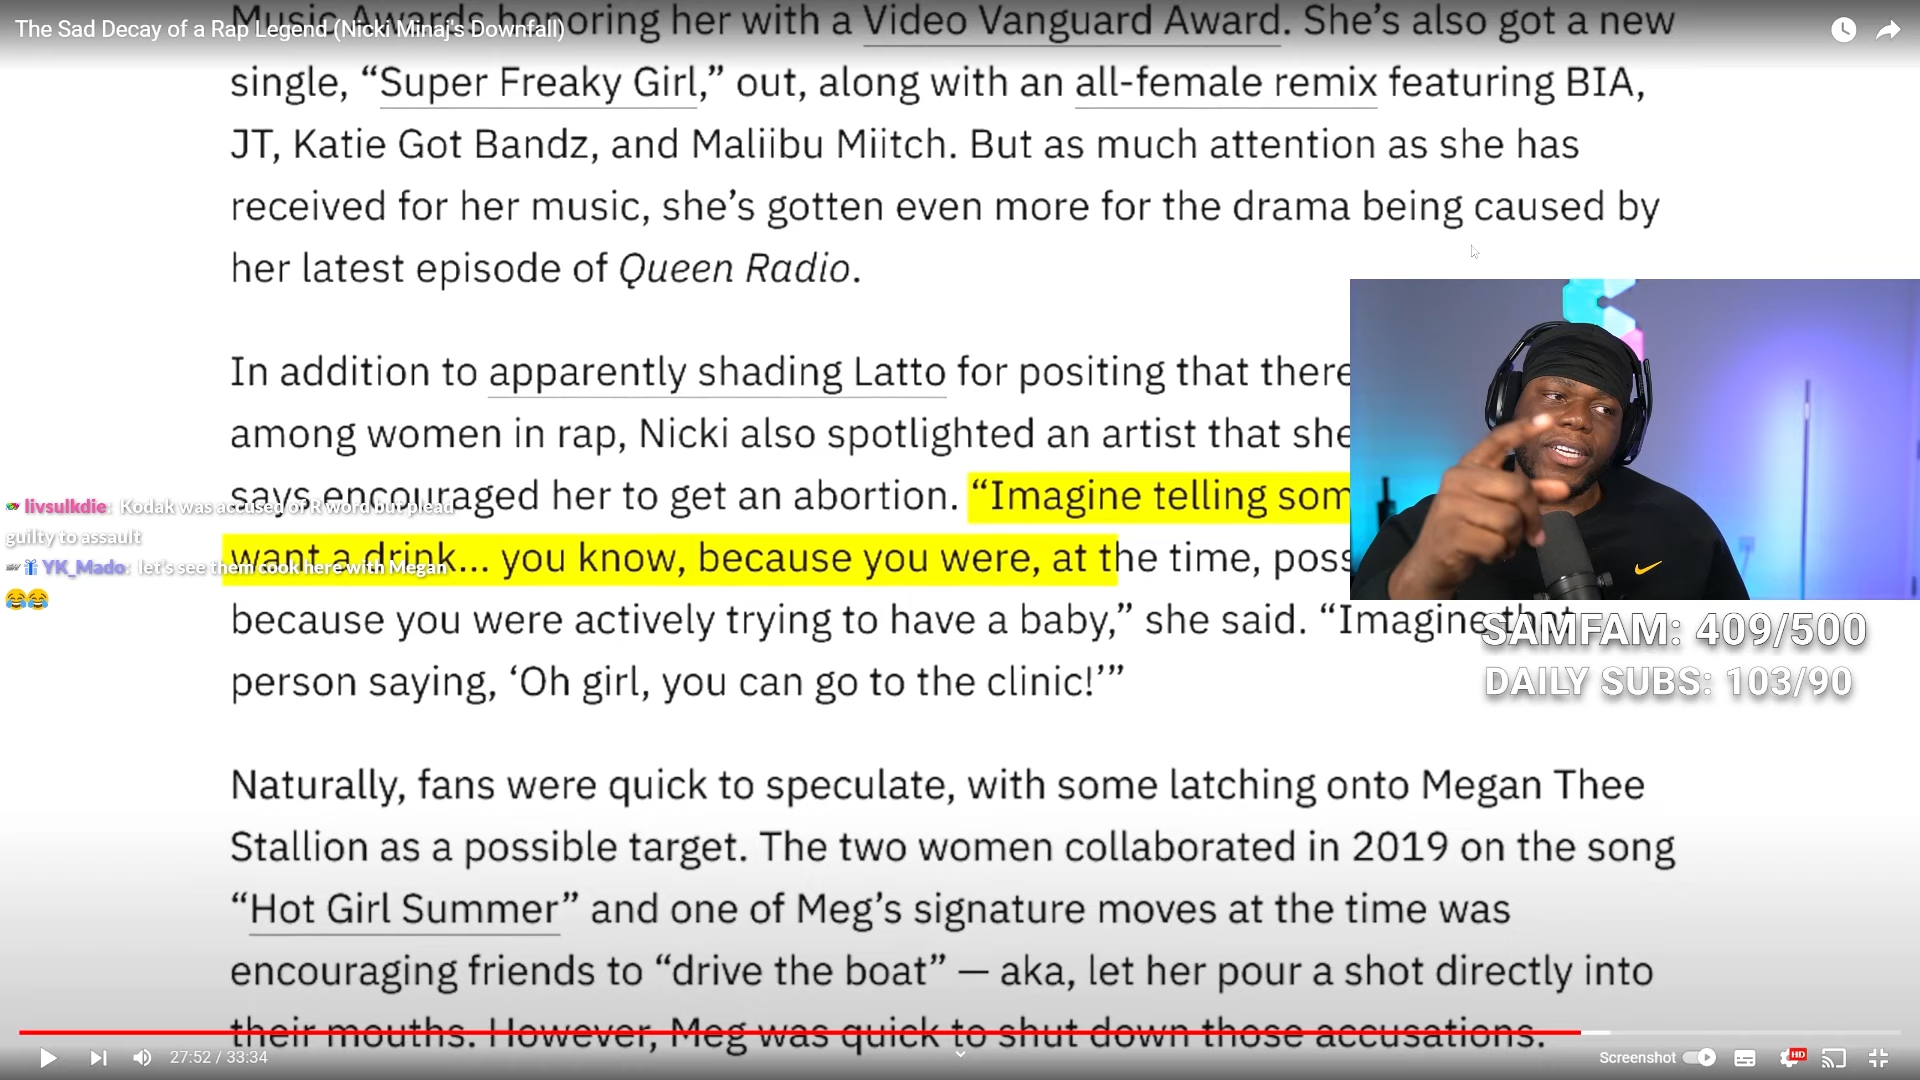 Music Awards honoring her with a Video Vanguard Award. She's also got a new
The Sad Decay of a Rap Legend (Nicki Minaj's Downfall)
single, “Super Freaky Girl,” out, along with an all-female remix featuring BIA,
JT, Katie Got Bandz, and Maliibu Miitch. But as much attention as she has
received for her music, she’s gotten even more for the drama being caused by
her latest episode of Queen Radio.
In addition to apparently shading Latto for positing that there
among women in rap, Nicki also spotlighted an artist that she
says encouraged her to get an abortion. “Imagine telling som
livsulkdie: Kodak was accused of R word but plead
guilty to assault
want a drink... you know, because you were, at the time, poss
YK_Mado: let's see them cook here with Megan
because you were actively trying to have a baby,” she said. “Imagine that
SAMFAM: 409/500
person saying, ‘Oh girl, you can go to the clinic!’”
DAILY SUBS: 103/90
Naturally, fans were quick to speculate, with some latching onto Megan Thee
Stallion as a possible target. The two women collaborated in 2019 on the song
“Hot Girl Summer” and one of Meg’s signature moves at the time was
encouraging friends to “drive the boat” — aka, let her pour a shot directly into
their mouths. However, Meg was quick to shut down those accusations.
27:52 / 33:34
Screenshot
HD